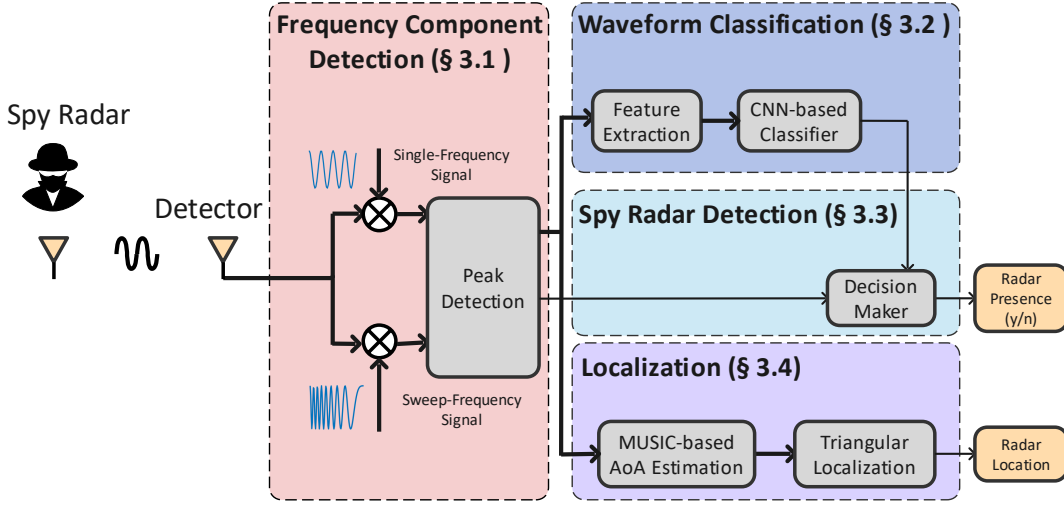 Spy Radar
Detector
Frequency Component
Detection (§ 3.1 )
Single-Frequency
Signal
Peak
Detection
Sweep-Frequency
Signal
Waveform Classification (§ 3.2 )
Feature
Extraction
CNN-based
Classifier
Spy Radar Detection (§ 3.3)
Decision
Maker
Radar
Presence
(y/n)
Localization (§ 3.4)
MUSIC-based
AoA Estimation
Triangular
Localization
Radar
Location